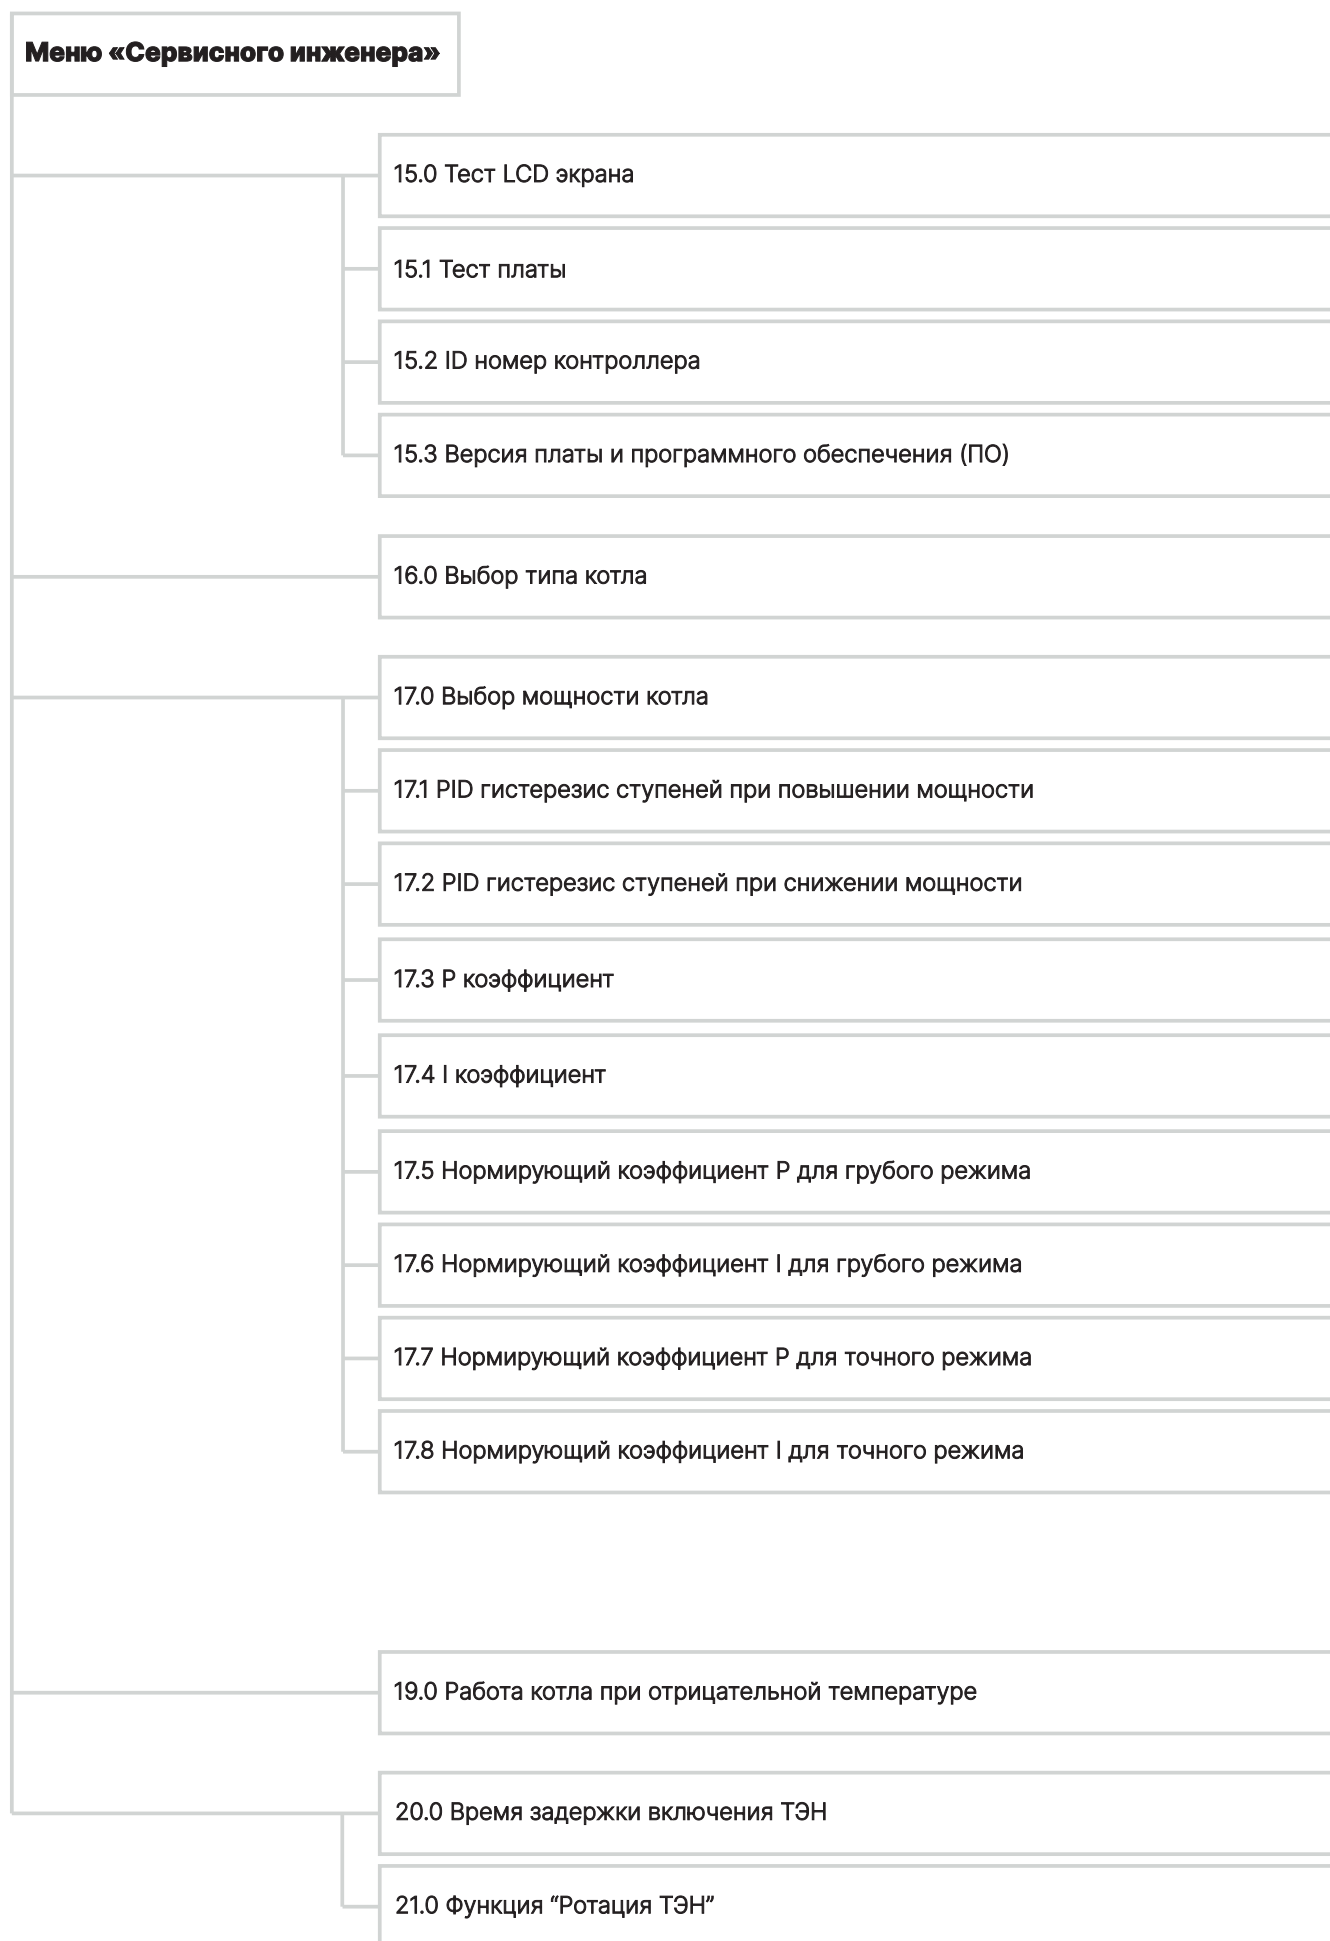 Меню «Сервисного инженера»
15.0 Тест LCD экрана
15.1 Тест платы
15.2 ID номер контроллера
15.3 Версия платы и программного обеспечения (ПО)
16.0 Выбор типа котла
17.0 Выбор мощности котла
17.1 PID гистерезис ступеней при повышении мощности
17.2 PID гистерезис ступеней при снижении мощности
17.3 P коэффициент
17.4 I коэффициент
17.5 Нормирующий коэффициент P для грубого режима
17.6 Нормирующий коэффициент I для грубого режима
17.7 Нормирующий коэффициент P для точного режима
17.8 Нормирующий коэффициент I для точного режима
19.0 Работа котла при отрицательной температуре
20.0 Время задержки включения ТЭН
21.0 Функция “Ротация ТЭН”